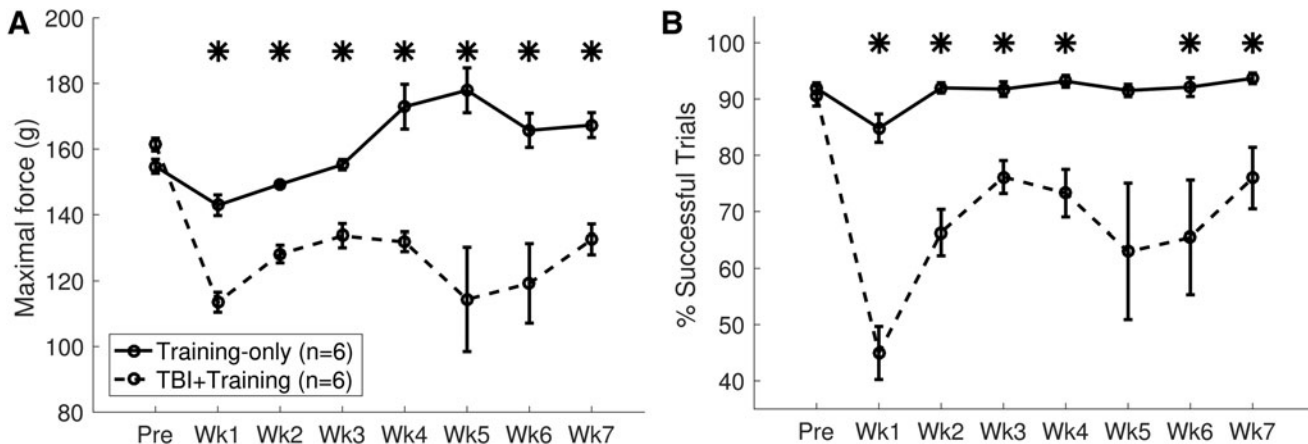 A
Maximal force (g)
200
180
160
140
120
100
80
Training-only (n=6)
TBI+Training (n=6)
Pre Wk1 Wk2 Wk3 Wk4 Wk5 Wk6 Wk7
B
% Successful Trials
100
90
80
70
60
50
40
Pre Wk1 Wk2 Wk3 Wk4 Wk5 Wk6 Wk7